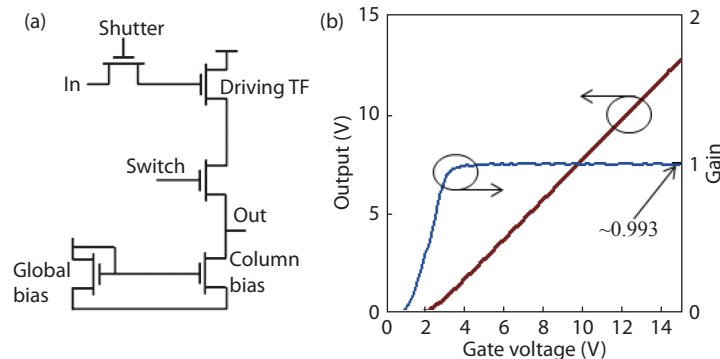 (a)
Shutter
In
Driving TF
Switch
Out
Global
bias
Column
bias
(b)
15
10
5
0
Output (V)
2
1
0
Gain
~0.993
0 2 4 6 8 10 12 14
Gate voltage (V)